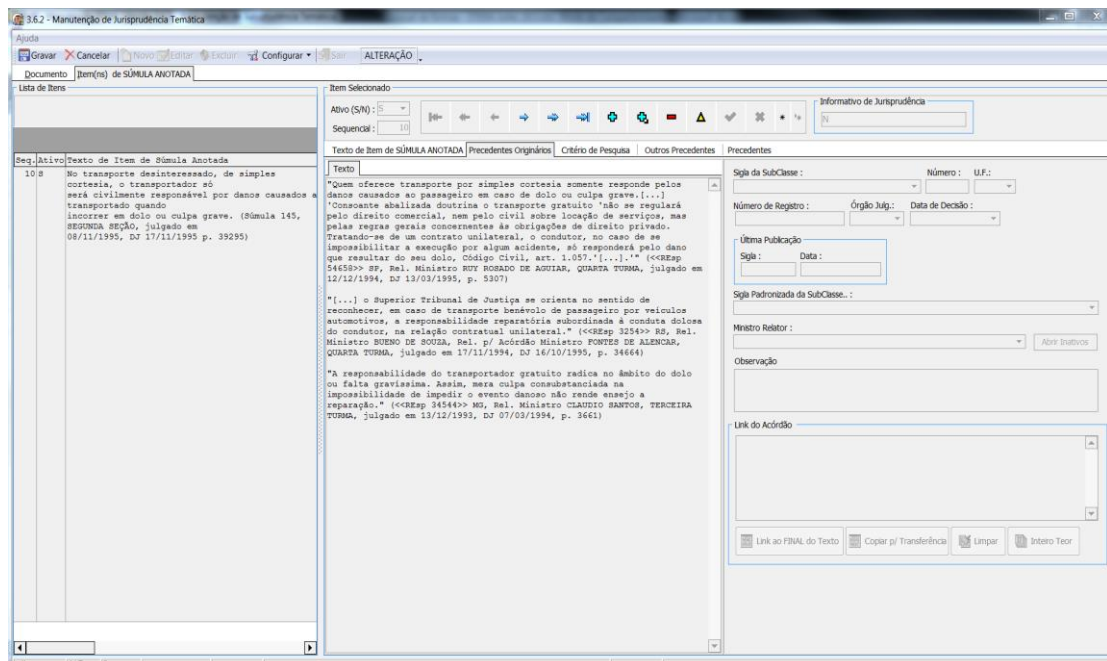 3.6.2 - Manutenção de Jurisprudência Temática
Ajuda
Gravar Cancelar Novo Editar Excluir Configurar Sair ALTERAÇÃO
Documento Item(ns) de SÚMULA ANOTADA
Lista de Itens
Seq. Ativo Texto de Item de Súmula Anotada
10 S No transporte desinteressado, de simples
cortesia, o transportador só
será civilmente responsável por danos causados a
transportado quando
incorrer em dolo ou culpa grave. (Súmula 145,
SEGUNDA SEÇÃO, julgado em
08/11/1995, DJ 17/11/1995 p. 39295)
Item Selecionado
Ativo (S/N) : S
Sequencial : 10
Informativo de Jurisprudência
N
Texto de Item de SÚMULA ANOTADA Precedentes Originários Critério de Pesquisa Outros Precedentes Precedentes
Texto
"Quem oferece transporte por simples cortesia somente responde pelos
danos causados ao passageiro em caso de dolo ou culpa grave.[...]
'Consoante abalizada doutrina o transporte gratuito 'não se regulará
pelo direito comercial, nem pelo civil sobre locação de serviços, mas
pelas regras gerais concernentes às obrigações de direito privado.
Tratando-se de um contrato unilateral, o condutor, no caso de se
impossibilitar a execução por algum acidente, só responderá pelo dano
que resultar do seu dolo, Código Civil, art. 1.057.'[...].'" (<<REsp
54658>> SP, Rel. Ministro RUY ROSADO DE AGUIAR, QUARTA TURMA, julgado em
12/12/1994, DJ 13/03/1995, p. 5307)
"[...] o Superior Tribunal de Justiça se orienta no sentido de
reconhecer, em caso de transporte benévolo de passageiro por veículos
automotivos, a responsabilidade reparatória subordinada à conduta dolosa
do condutor, na relação contratual unilateral." (<<REsp 3254>> RS, Rel.
Ministro BUENO DE SOUZA, Rel. p/ Acórdão Ministro FONTES DE ALENCAR,
QUARTA TURMA, julgado em 17/11/1994, DJ 16/10/1995, p. 34664)
"A responsabilidade do transportador gratuito radica no âmbito do dolo
ou falta gravíssima. Assim, mera culpa consubstanciada na
impossibilidade de impedir o evento danoso não rende ensejo a
reparação." (<<REsp 34544>> MG, Rel. Ministro CLAUDIO SANTOS, TERCEIRA
TURMA, julgado em 13/12/1993, DJ 07/03/1994, p. 3661)
Sigla da SubClasse : Número : U.F.:
Número de Registro : Órgão Julg.: Data de Decisão :
Última Publicação
Sigla : Data :
Sigla Padronizada da SubClasse.. :
Ministro Relator :
Abrir Inativos
Observação
Link do Acórdão
Link ao FINAL do Texto Copiar p/ Transferência Limpar Inteiro Teor